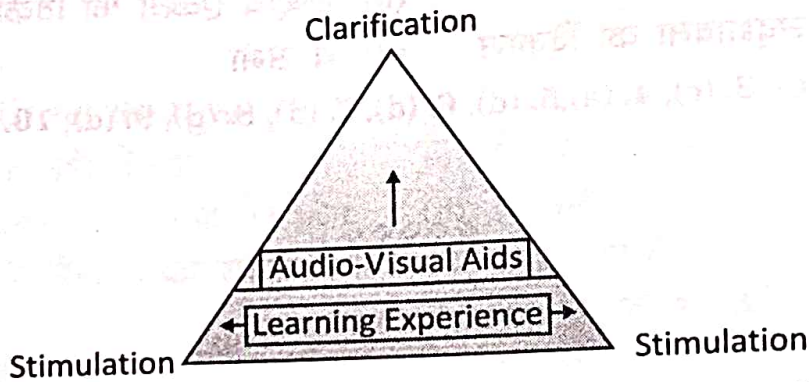 Clarification
Audio-Visual Aids
Learning Experience
Stimulation
Stimulation